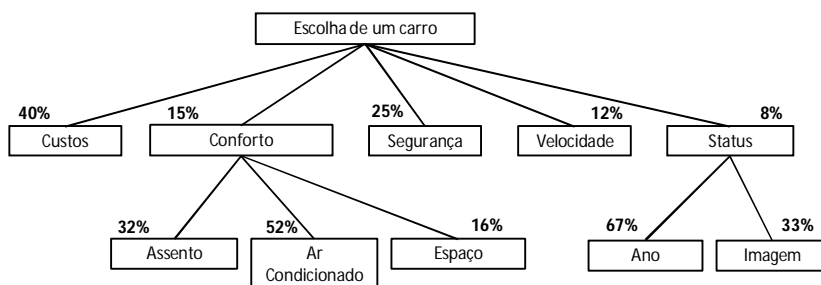 Escolha de um carro
40%
15%
25%
12%
8%
Custos
Conforto
Segurança
Velocidade
Status
32%
52%
16%
67%
33%
Assento
Ar
Condicionado
Espaço
Ano
Imagem